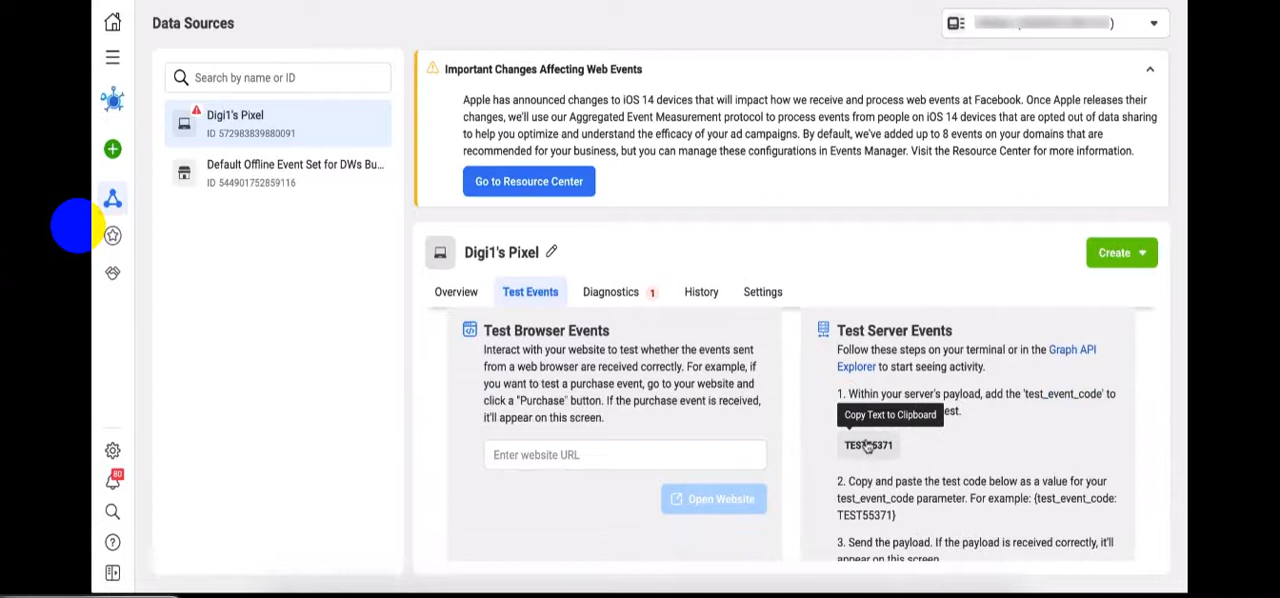 Data Sources
)
Search by name or ID
Digi1's Pixel
ID 572983839880091
Default Offline Event Set for DWs Bu...
ID 544901752859116
80
Important Changes Affecting Web Events
Apple has announced changes to iOS 14 devices that will impact how we receive and process web events at Facebook. Once Apple releases their
changes, we'll use our Aggregated Event Measurement protocol to process events from people on iOS 14 devices that are opted out of data sharing
to help you optimize and understand the efficacy of your ad campaigns. By default, we've added up to 8 events on your domains that are
recommended for your business, but you can manage these configurations in Events Manager. Visit the Resource Center for more information.
Go to Resource Center
Digi1's Pixel
Create
Overview Test Events Diagnostics 1 History Settings
Test Browser Events
Interact with your website to test whether the events sent
from a web browser are received correctly. For example, if
you want to test a purchase event, go to your website and
click a "Purchase" button. If the purchase event is received,
it'll appear on this screen.
Enter website URL
Open Website
Test Server Events
Follow these steps on your terminal or in the Graph API
Explorer to start seeing activity.
1. Within your server's payload, add the 'test_event_code' to
Copy Text to Clipboard est.
TEST55371
2. Copy and paste the test code below as a value for your
test_event_code parameter. For example: {test_event_code:
TEST55371}
3. Send the payload. If the payload is received correctly, it'll
appear on this screen